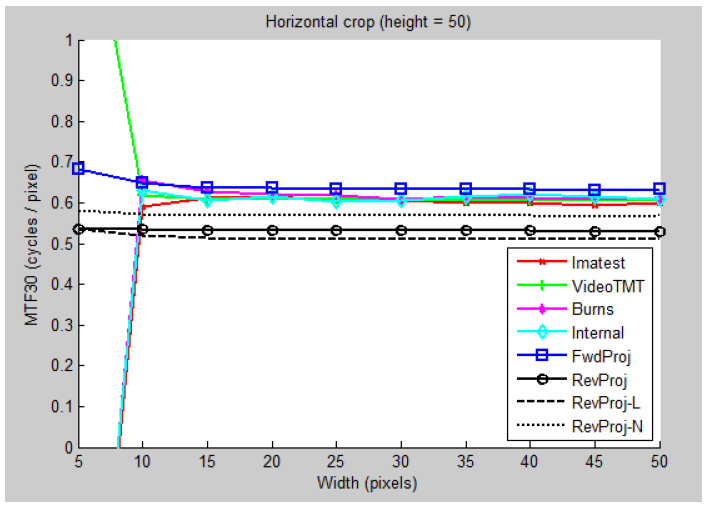 Horizontal crop (height = 50)
MTF30 (cycles / pixel)
1
0.9
0.8
0.7
0.6
0.5
0.4
0.3
0.2
0.1
0
5 10 15 20 25 30 35 40 45 50
Width (pixels)
Imatest
VideoTMT
Burns
Internal
FwdProj
RevProj
RevProj-L
RevProj-N